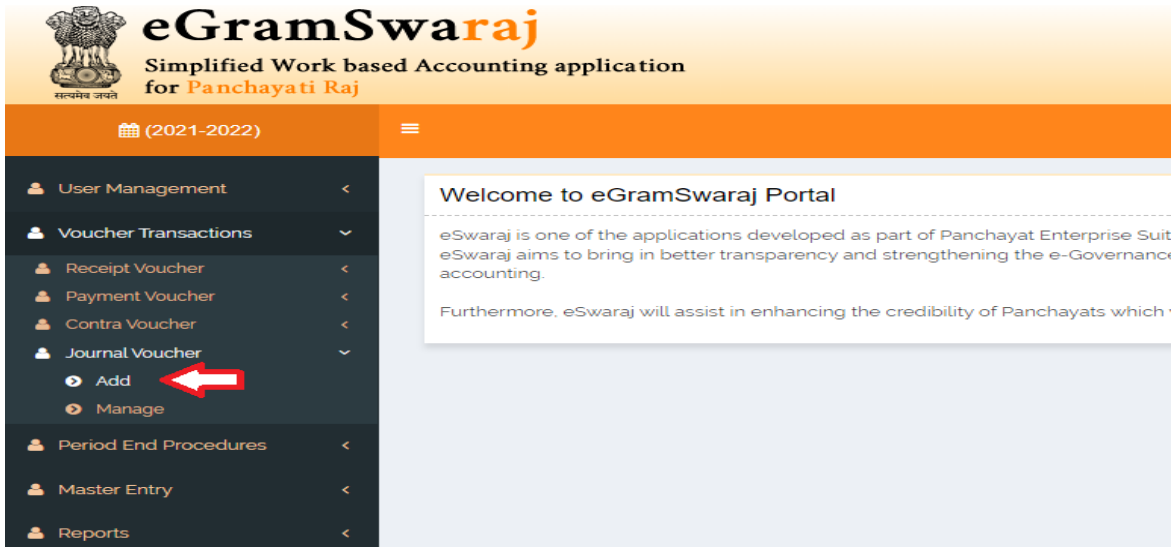 eGramSwaraj
Simplified Work based Accounting application
for Panchayati Raj
सत्यमेव जयते
(2021-2022)
User Management
Voucher Transactions
Receipt Voucher
Payment Voucher
Contra Voucher
Journal Voucher
Add
Manage
Period End Procedures
Master Entry
Reports
Welcome to eGramSwaraj Portal
eSwaraj is one of the applications developed as part of Panchayat Enterprise Suit
eSwaraj aims to bring in better transparency and strengthening the e-Governance
accounting.
Furthermore, eSwaraj will assist in enhancing the credibility of Panchayats which